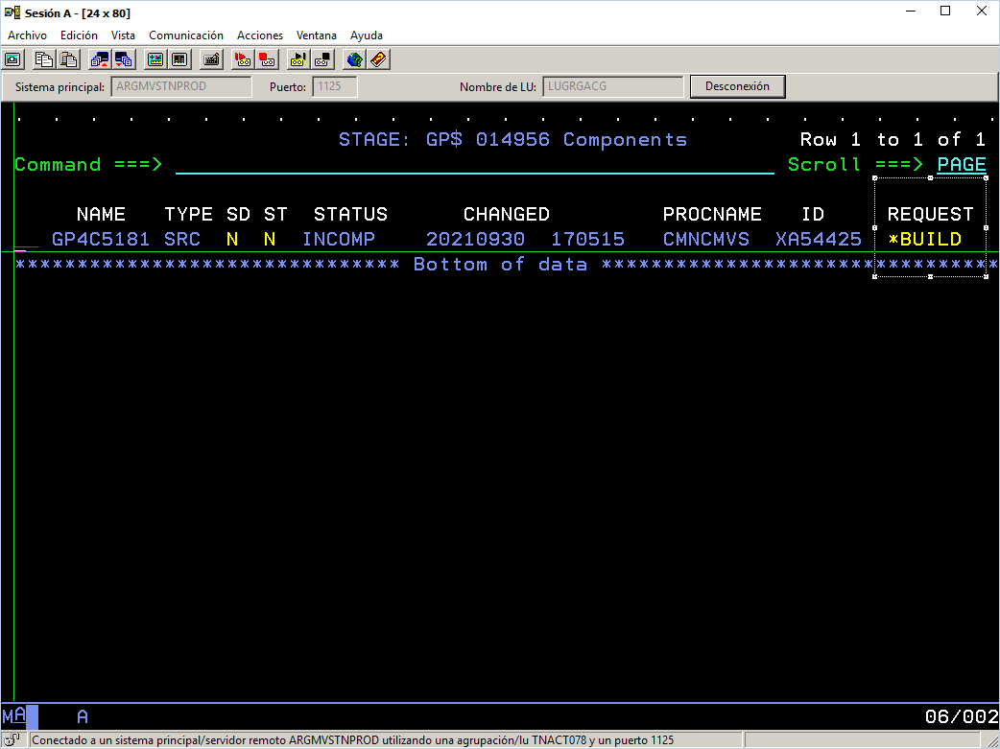 Sesión A - [24 x 80]
Archivo Edición Vista Comunicación Acciones Ventana Ayuda
Sistema principal: ARGMVSTNPROD Puerto: 1125 Nombre de LU: LUGRGACG Desconexión
. . . . . . . . . . . . . . . . . . . . . . . . . . .
STAGE: GP$ 014956 Components Row 1 to 1 of 1
Command ===> Scroll ===> PAGE
NAME TYPE SD ST STATUS CHANGED PROCNAME ID REQUEST
GP4C5181 SRC N N INCOMP 20210930 170515 CMNCMVS XA54425 *BUILD
******************************* Bottom of data ********************************
MA A 06/002
Conectado a un sistema principal/servidor remoto ARGMVSTNPROD utilizando una agrupación/lu TNACT078 y un puerto 1125